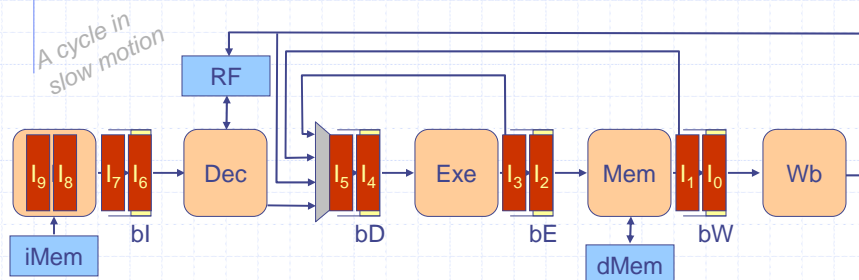 A cycle in
slow motion
RF
I9 I8 I7 I6 Dec I5 I4 Exe I3 I2 Mem I1 I0 Wb
bI bD bE bW
iMem dMem